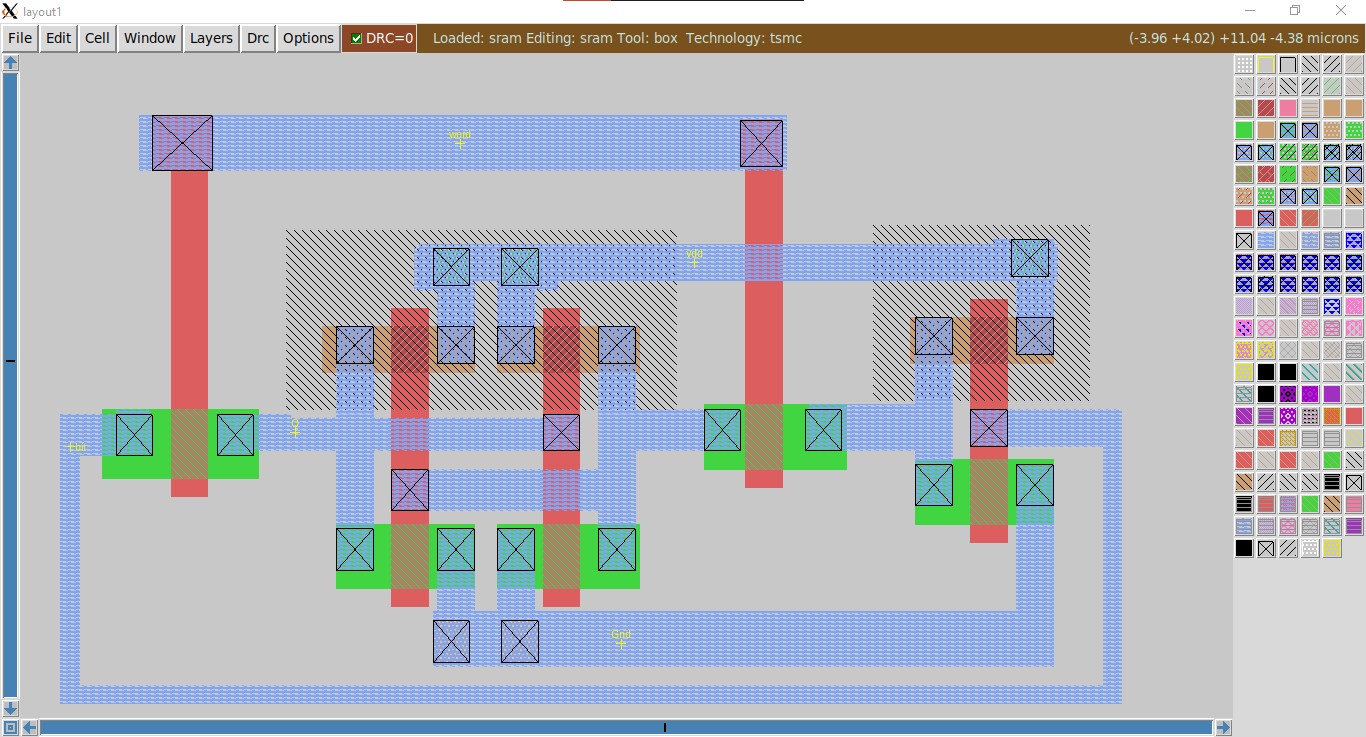 layout1
File Edit Cell Window Layers Drc Options DRC=0 Loaded: sram Editing: sram Tool: box Technology: tsmc (-3.96 +4.02) +11.04 -4.38 microns
word
vdd
Q
bit
Gnd